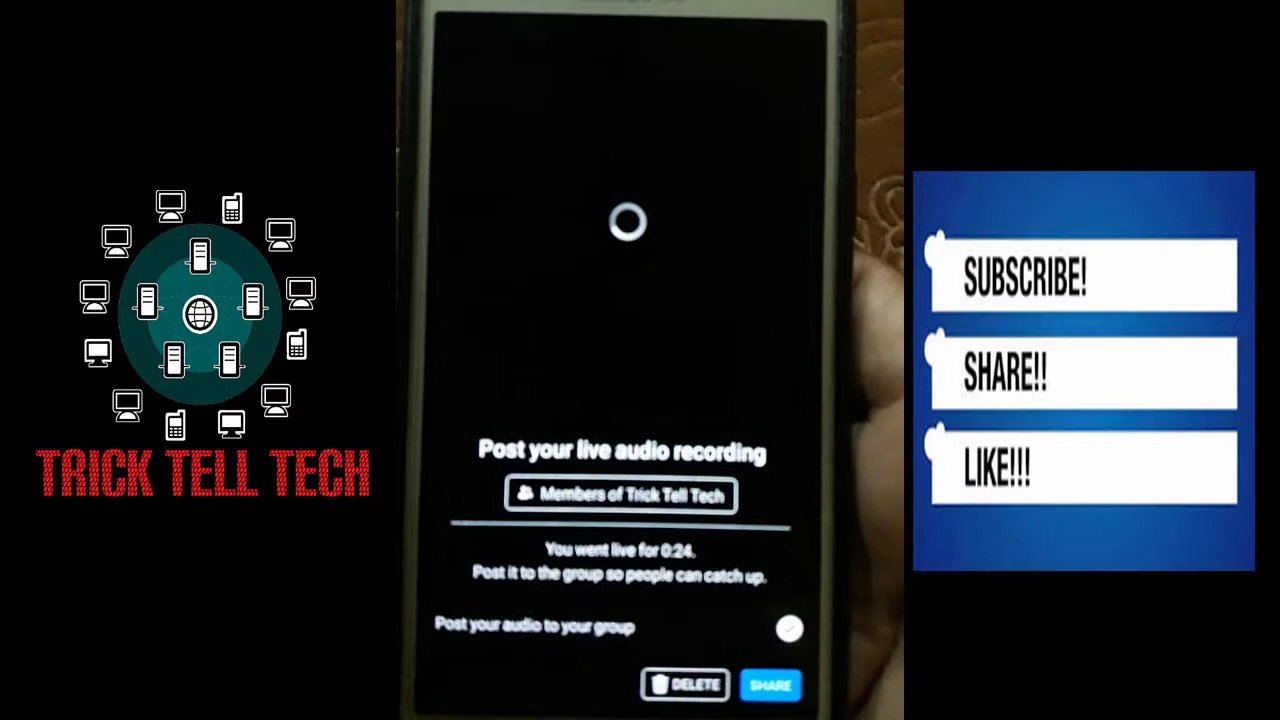 TRICK TELL TECH
Post your live audio recording
Members of Trick Tell Tech
You went live for 0:24.
Post it to the group so people can catch up.
Post your audio to your group
DELETE
SHARE
SUBSCRIBE!
SHARE!!
LIKE!!!